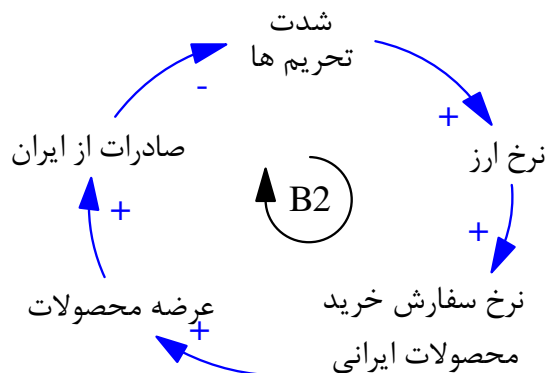 شدت
تحریم ها
+
نرخ ارز
+
نرخ سفارش خرید
محصولات ایرانی
+
عرضه محصولات
+
صادرات از ایران
-
B2